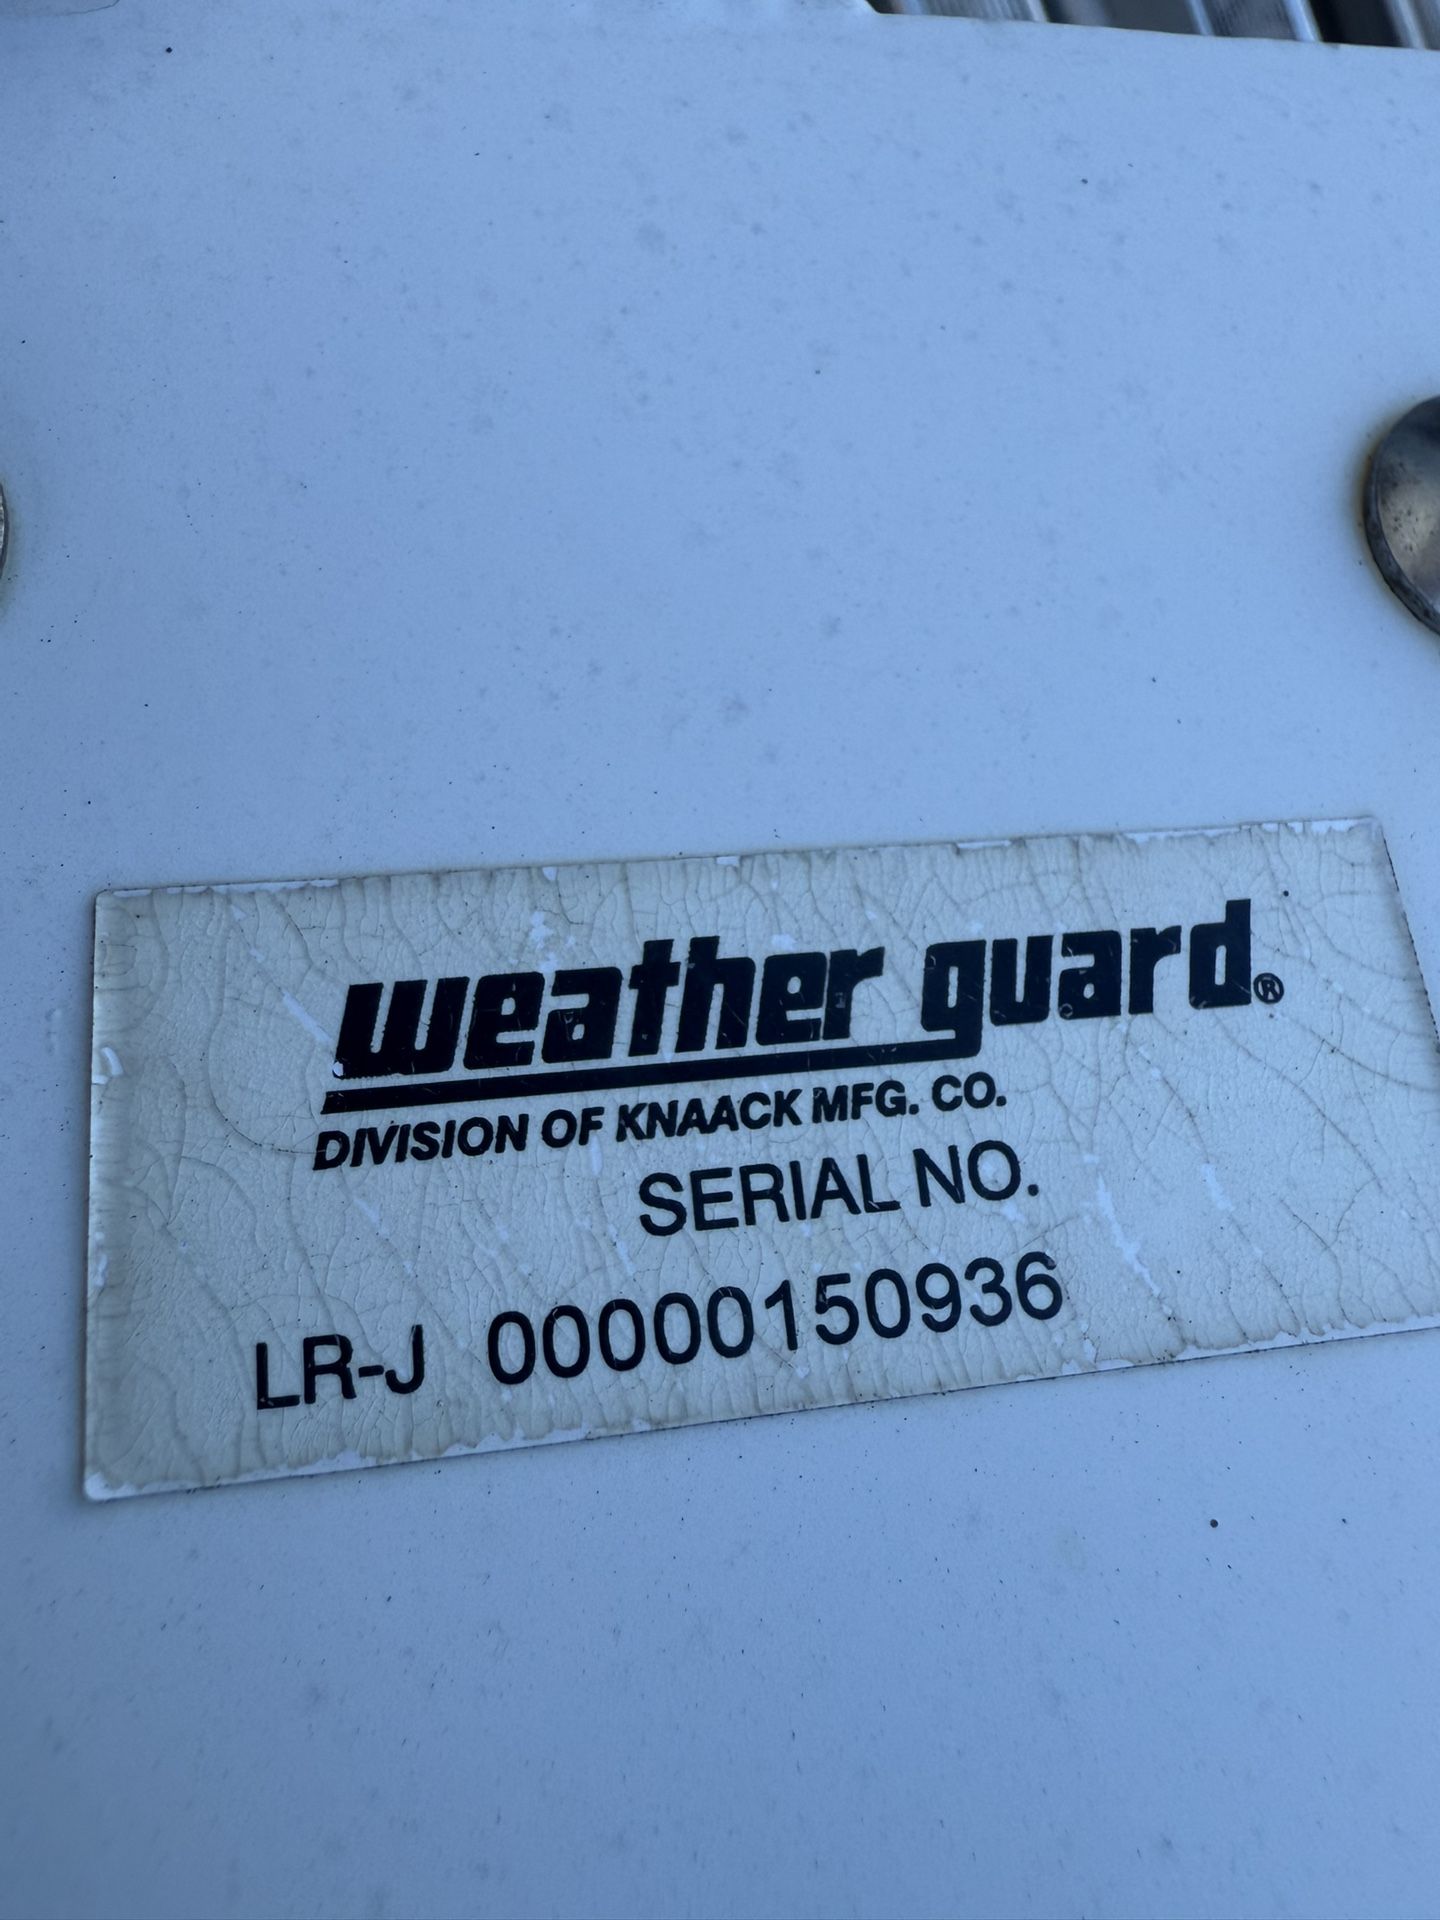 weather guard®
DIVISION OF KNAACK MFG. CO.
SERIAL NO.
LR-J 00000150936